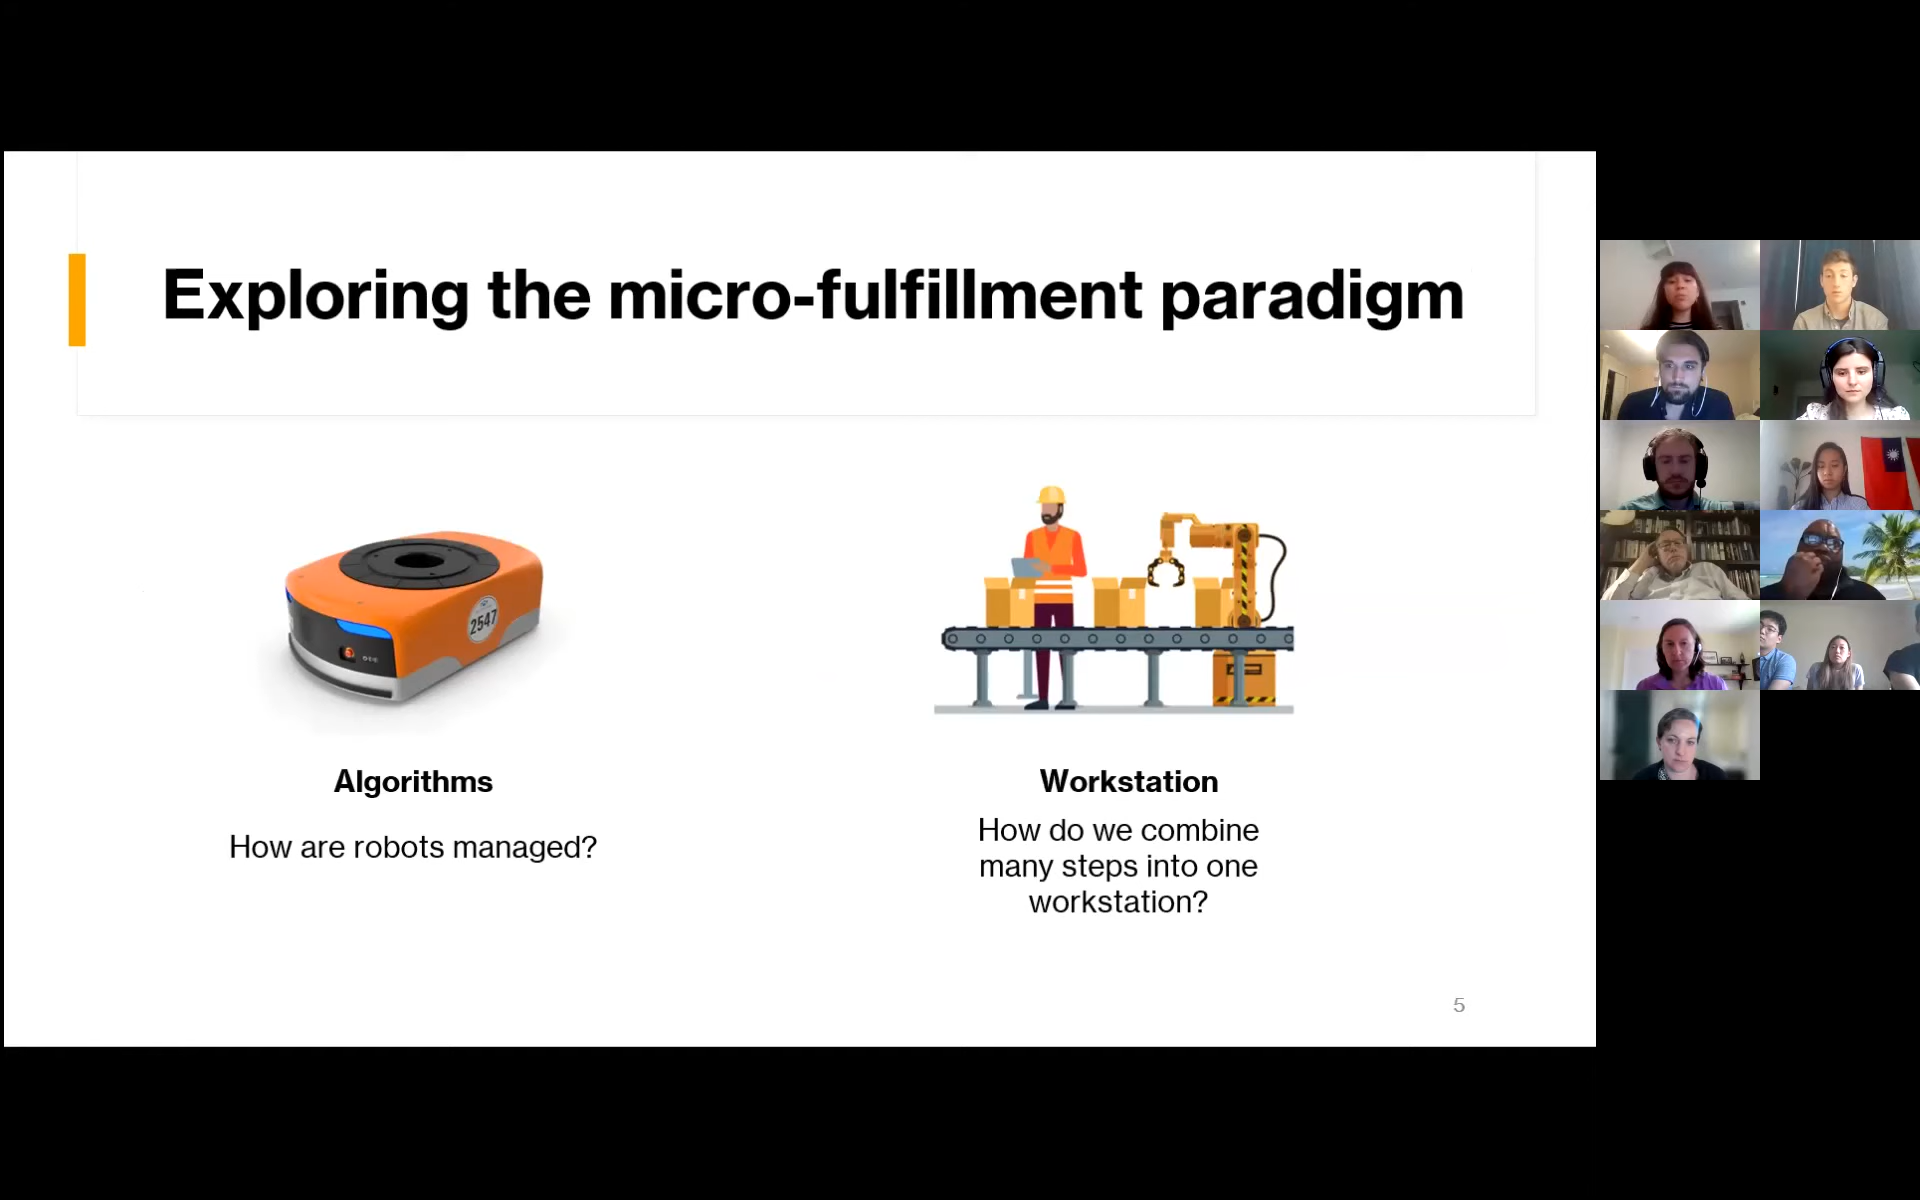 Exploring the micro-fulfillment paradigm
2547
Algorithms
How are robots managed?
Workstation
How do we combine
many steps into one
workstation?
5